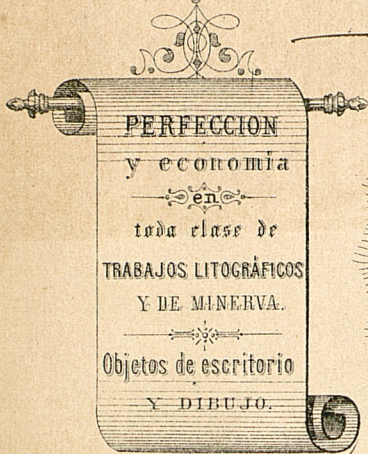 PERFECCION
y economía
en
toda clase de
TRABAJOS LITOGRÁFICOS
Y DE MINERVA.
Objetos de escritorio
Y DIBUJO.